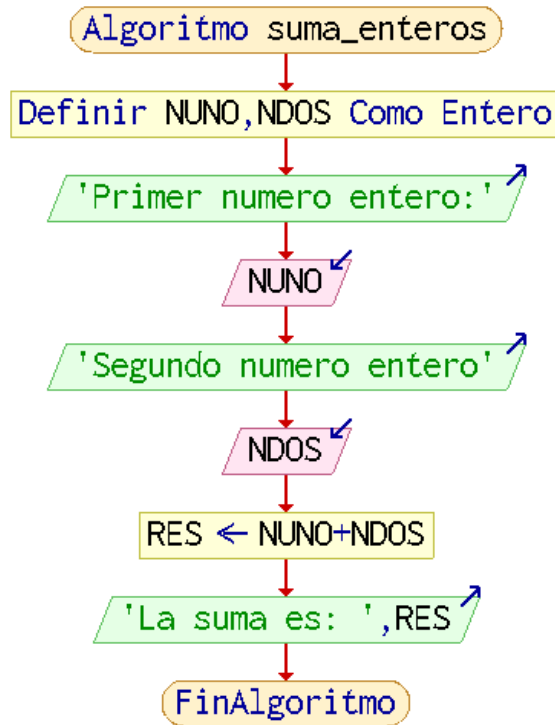 Algoritmo suma_enteros
Definir NUNO,NDOS Como Entero
'Primer numero entero:'
NUNO
'Segundo numero entero'
NDOS
RES ← NUNO+NDOS
'La suma es: ',RES
FinAlgoritmo